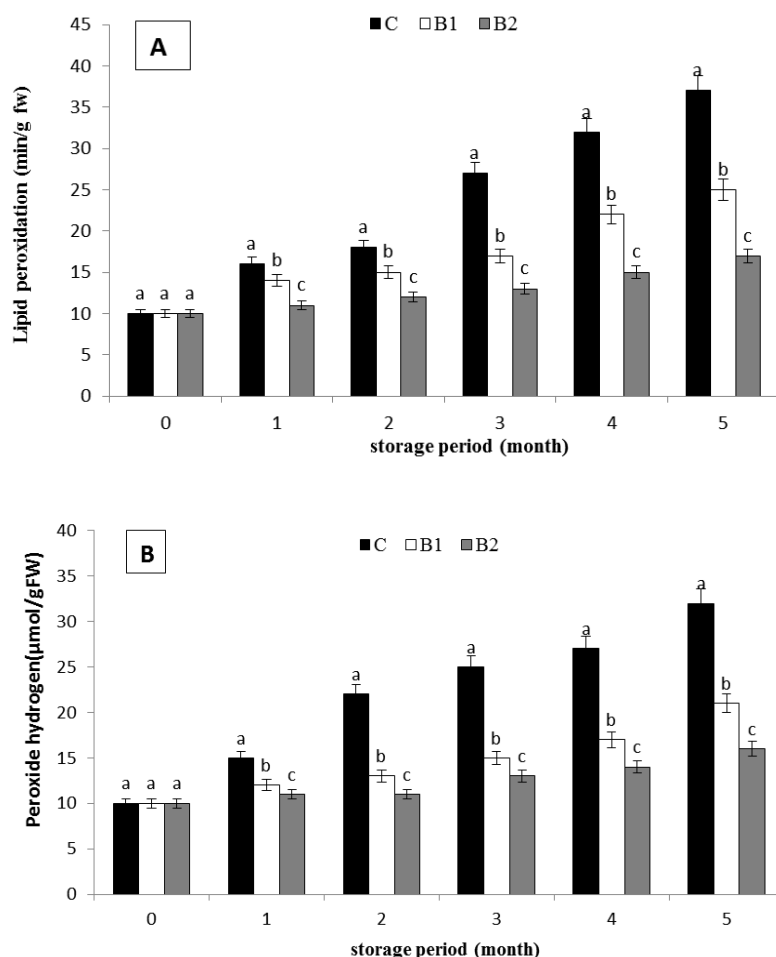 A
C B1 B2
Lipid peroxidation (min/g fw)
45
40
35
30
25
20
15
10
5
0
a a a
a b c
a b c
a b c
a b c
a b c
0 1 2 3 4 5
storage period (month)
B
C B1 B2
Peroxide hydrogen(µmol/gFW)
40
35
30
25
20
15
10
5
0
a a a
a b c
a b c
a b c
a b c
a b c
0 1 2 3 4 5
storage period (month)